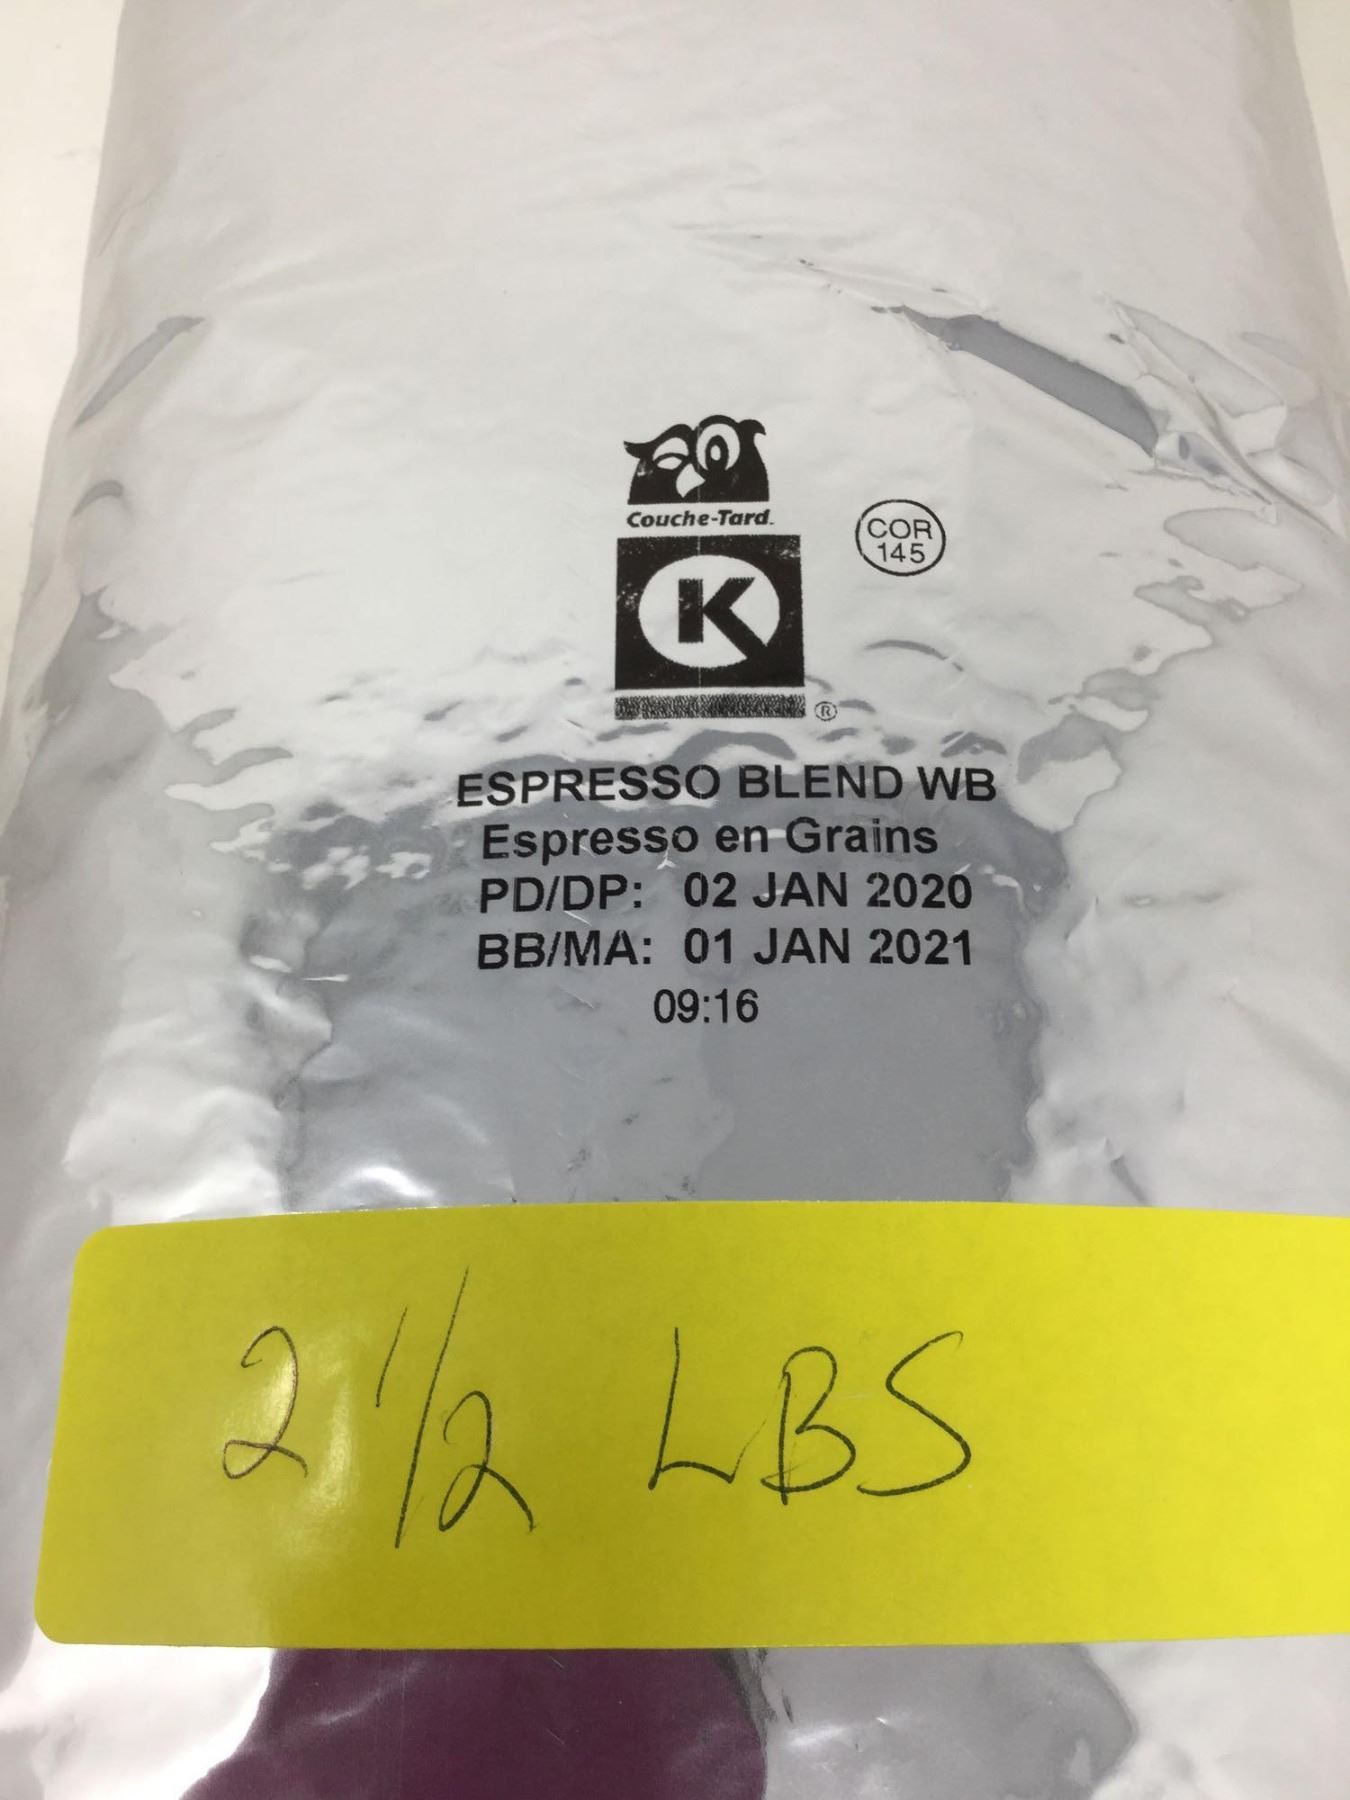 Couche-Tard.
COR
145
K
®
ESPRESSO BLEND WB
Espresso en Grains
PD/DP: 02 JAN 2020
BB/MA: 01 JAN 2021
09:16
2 1/2 LBS